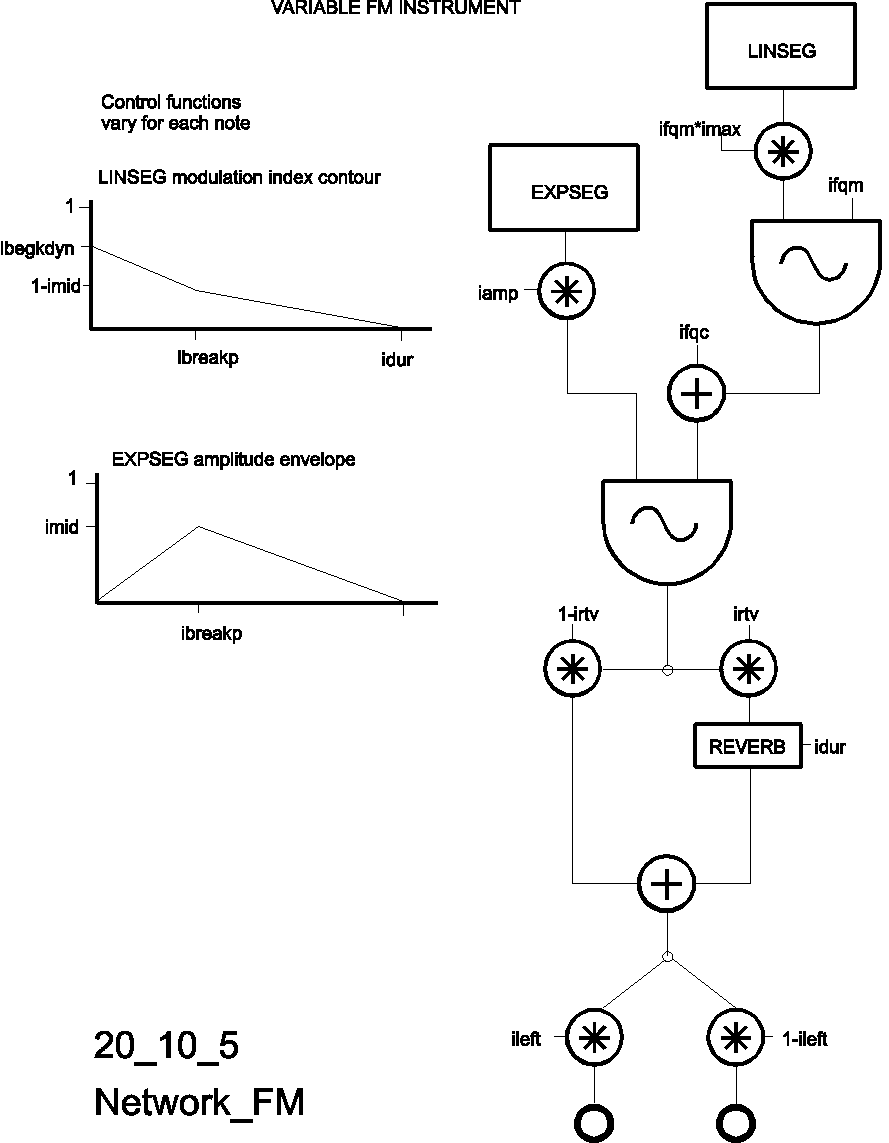 VARIABLE FM INSTRUMENT
LINSEG
Control functions
vary for each note
ifqm*imax
LINSEG modulation index contour
EXPSEG
ifqm
1
Ibegkdyn
1-imid
iamp
ifqc
Ibreakp
idur
EXPSEG amplitude envelope
1
imid
1-irtv
irtv
ibreakp
REVERB
idur
ileft
1-ileft
20_10_5
Network_FM